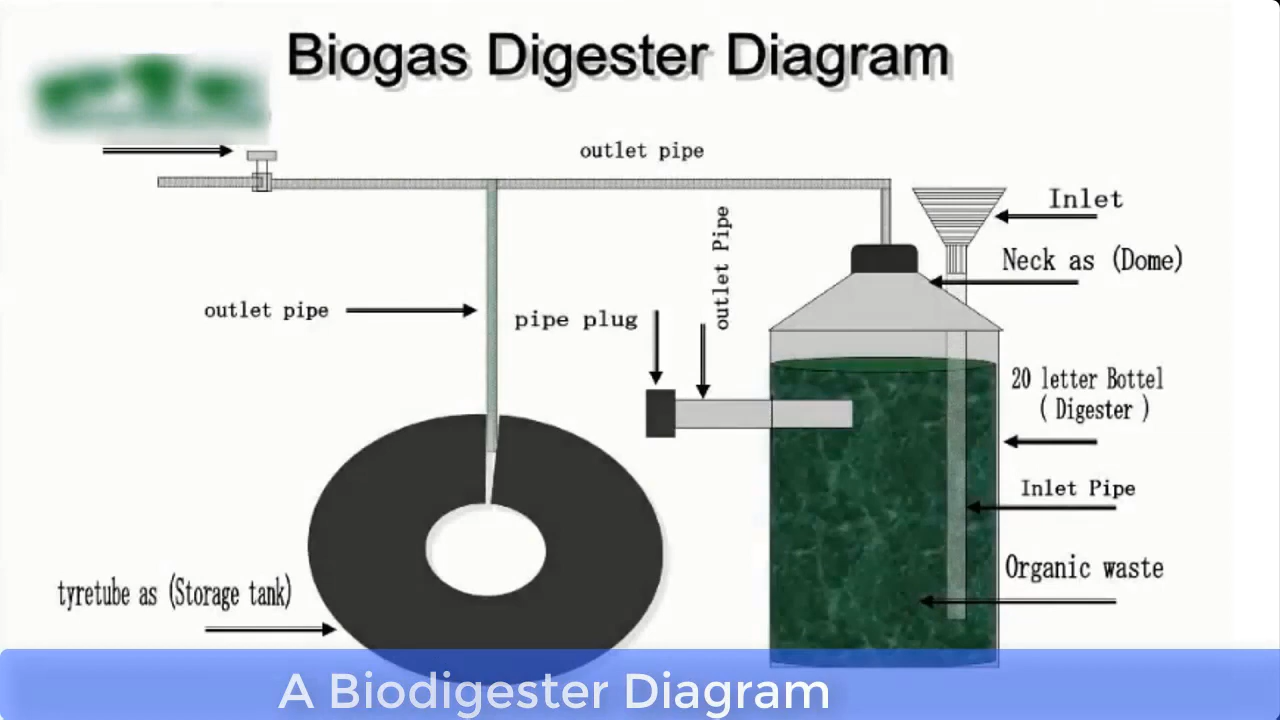 Biogas Digester Diagram
outlet pipe
Inlet
outlet Pipe
Neck as (Dome)
outlet pipe
pipe plug
20 letter Bottel
( Digester )
Inlet Pipe
Organic waste
tyretube as (Storage tank)
A Biodigester Diagram